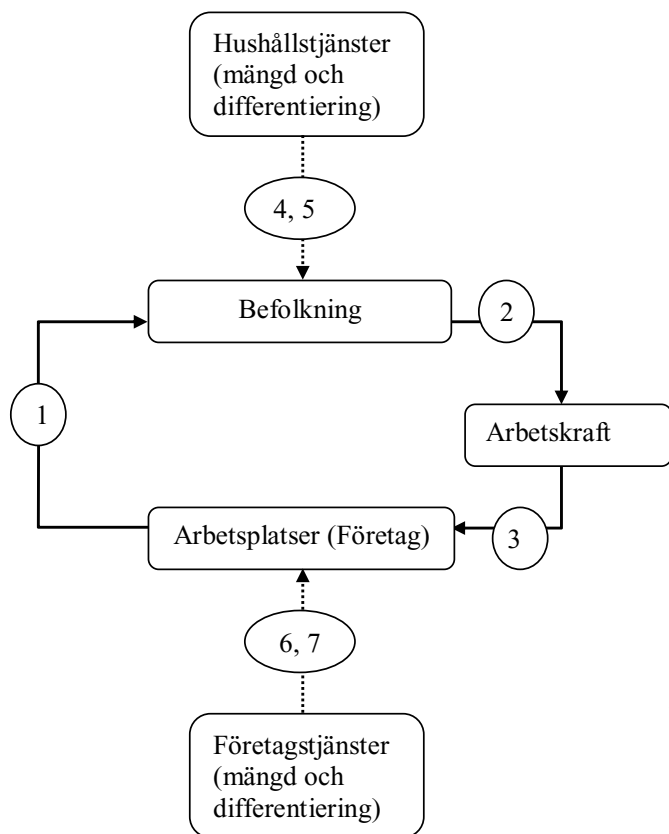 Hushållstjänster
(mängd och
differentiering)
4, 5
Befolkning
2
1
Arbetskraft
Arbetsplatser (Företag)
3
6, 7
Företagstjänster
(mängd och
differentiering)